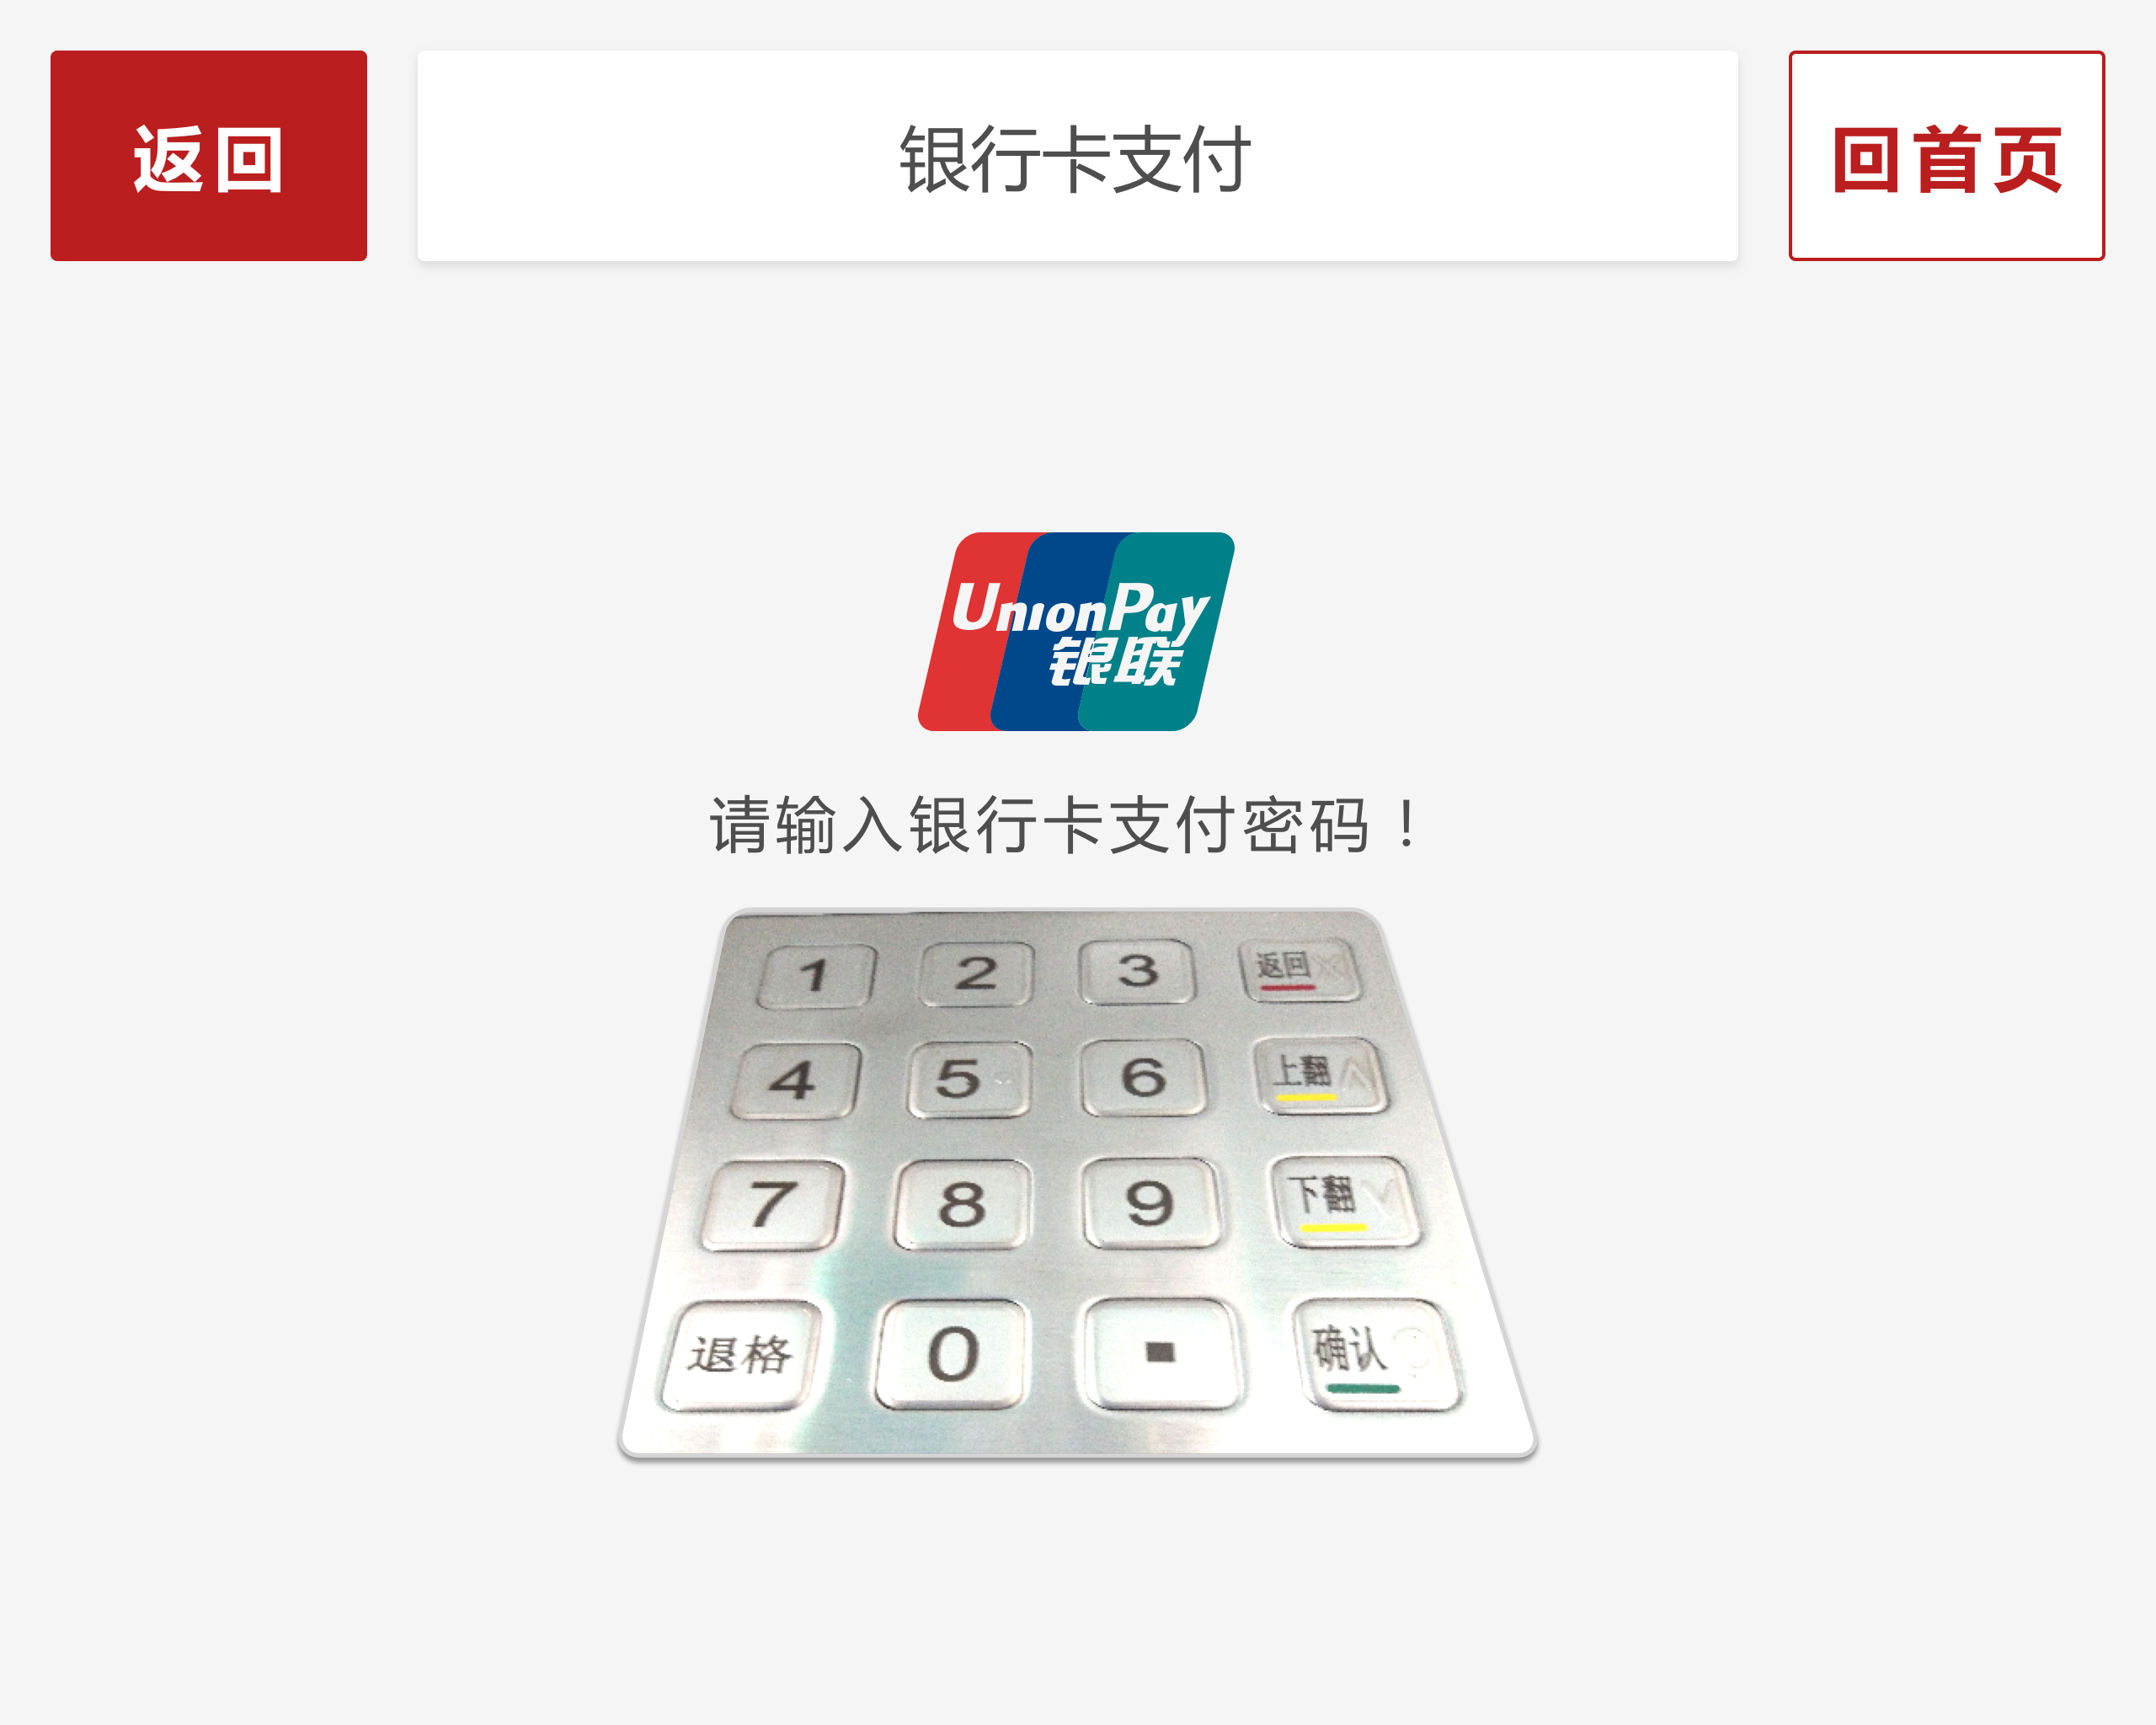 返回 银行卡支付 回首页
UnionPay
银联
请输入银行卡支付密码！
1 2 3 返回
4 5 6 上翻
7 8 9 下翻
退格 0 . 确认